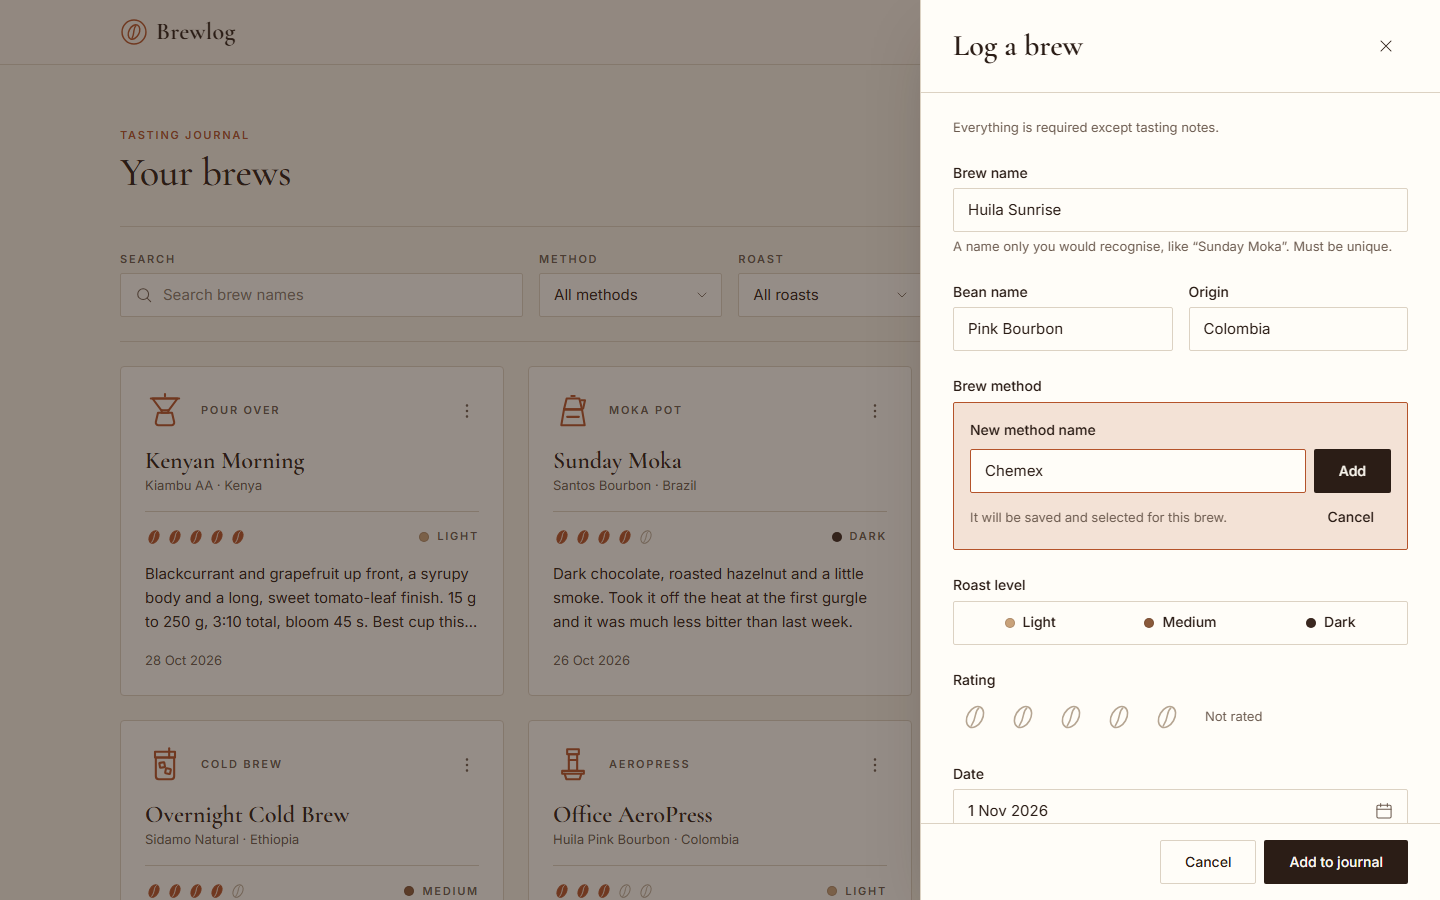 Brewlog
TASTING JOURNAL
Your brews
SEARCH
Search brew names
METHOD
All methods
ROAST
All roasts
POUR OVER
Kenyan Morning
Kiambu AA · Kenya
LIGHT
Blackcurrant and grapefruit up front, a syrupy
body and a long, sweet tomato-leaf finish. 15 g
to 250 g, 3:10 total, bloom 45 s. Best cup this…
28 Oct 2026
MOKA POT
Sunday Moka
Santos Bourbon · Brazil
DARK
Dark chocolate, roasted hazelnut and a little
smoke. Took it off the heat at the first gurgle
and it was much less bitter than last week.
26 Oct 2026
COLD BREW
Overnight Cold Brew
Sidamo Natural · Ethiopia
MEDIUM
AEROPRESS
Office AeroPress
Huila Pink Bourbon · Colombia
LIGHT
Log a brew
Everything is required except tasting notes.
Brew name
Huila Sunrise
A name only you would recognise, like “Sunday Moka”. Must be unique.
Bean name
Pink Bourbon
Origin
Colombia
Brew method
New method name
Chemex
Add
It will be saved and selected for this brew.
Cancel
Roast level
Light
Medium
Dark
Rating
Not rated
Date
1 Nov 2026
Cancel
Add to journal